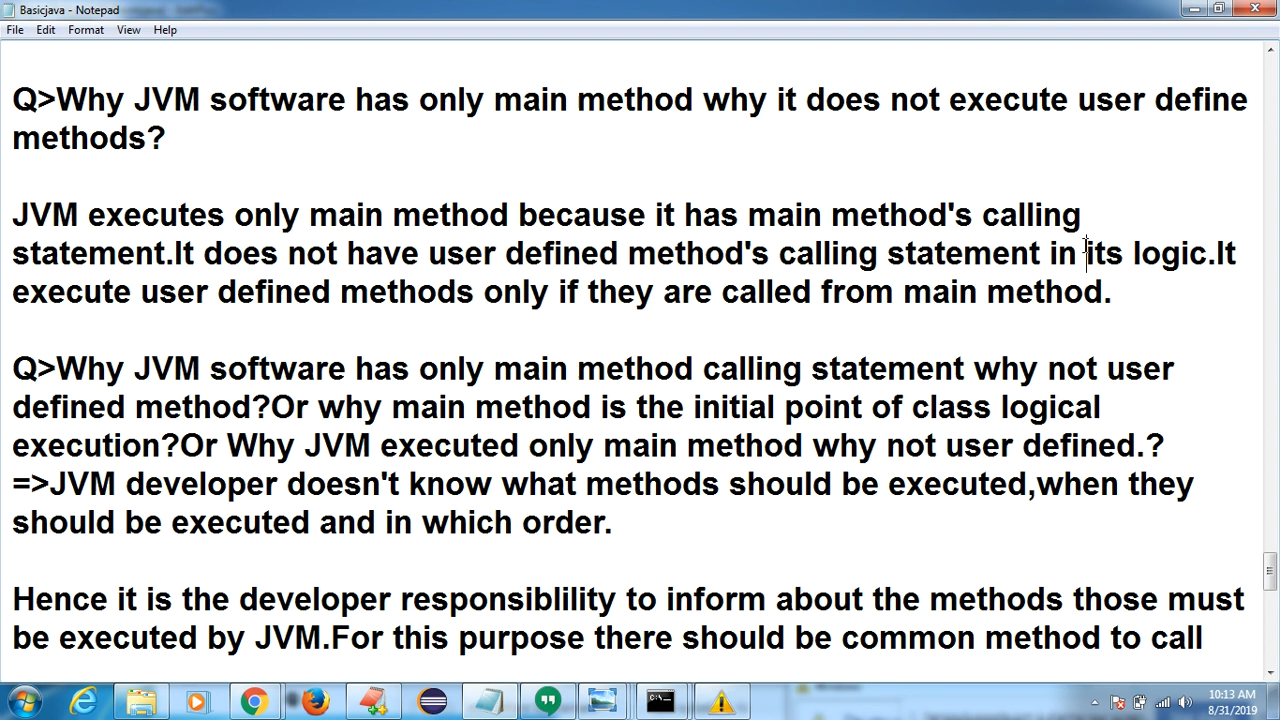 Basicjava - Notepad
File Edit Format View Help
Q>Why JVM software has only main method why it does not execute user define
methods?
JVM executes only main method because it has main method's calling
statement.It does not have user defined method's calling statement in its logic.It
execute user defined methods only if they are called from main method.
Q>Why JVM software has only main method calling statement why not user
defined method?Or why main method is the initial point of class logical
execution?Or Why JVM executed only main method why not user defined.?
=>JVM developer doesn't know what methods should be executed,when they
should be executed and in which order.
Hence it is the developer responsiblility to inform about the methods those must
be executed by JVM.For this purpose there should be common method to call
10:13 AM
8/31/2019